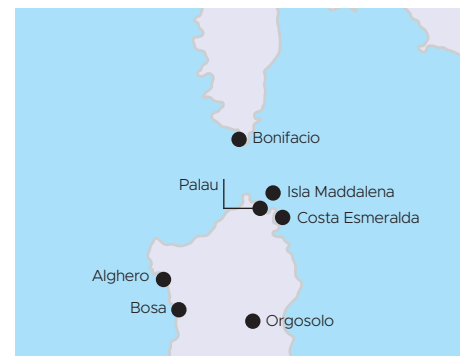 Bonifacio
Palau
Isla Maddalena
Costa Esmeralda
Alghero
Bosa
Orgosolo